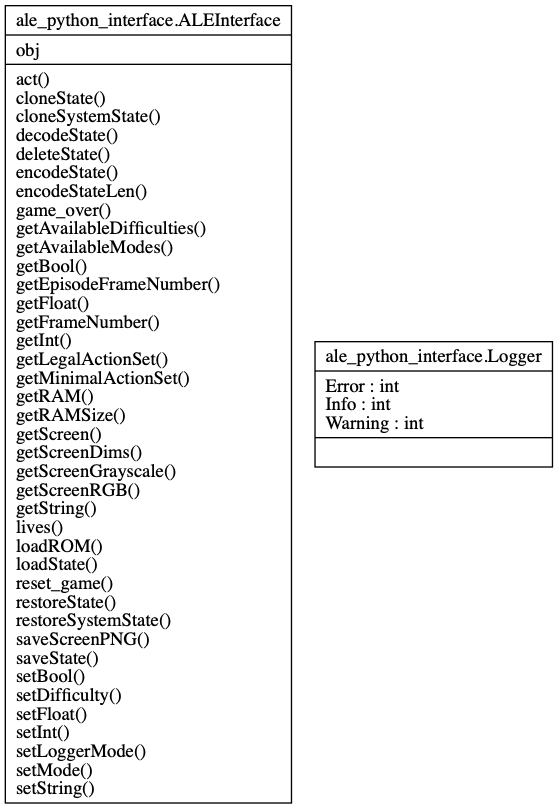 ale_python_interface.ALEInterface
obj
act()
cloneState()
cloneSystemState()
decodeState()
deleteState()
encodeState()
encodeStateLen()
game_over()
getAvailableDifficulties()
getAvailableModes()
getBool()
getEpisodeFrameNumber()
getFloat()
getFrameNumber()
getInt()
getLegalActionSet()
getMinimalActionSet()
getRAM()
getRAMSize()
getScreen()
getScreenDims()
getScreenGrayscale()
getScreenRGB()
getString()
lives()
loadROM()
loadState()
reset_game()
restoreState()
restoreSystemState()
saveScreenPNG()
saveState()
setBool()
setDifficulty()
setFloat()
setInt()
setLoggerMode()
setMode()
setString()
ale_python_interface.Logger
Error : int
Info : int
Warning : int